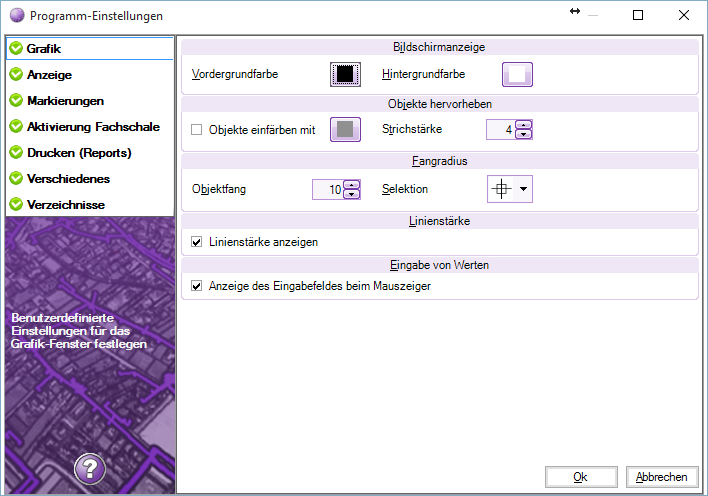 Programm-Einstellungen
Grafik
Anzeige
Markierungen
Aktivierung Fachschale
Drucken (Reports)
Verschiedenes
Verzeichnisse
Benutzerdefinierte
Einstellungen für das
Grafik-Fenster festlegen
?
Bildschirmanzeige
Vordergrundfarbe
Hintergrundfarbe
Objekte hervorheben
Objekte einfärben mit
Strichstärke
4
Fangradius
Objektfang
10
Selektion
Linienstärke
Linienstärke anzeigen
Eingabe von Werten
Anzeige des Eingabefeldes beim Mauszeiger
Ok
Abbrechen